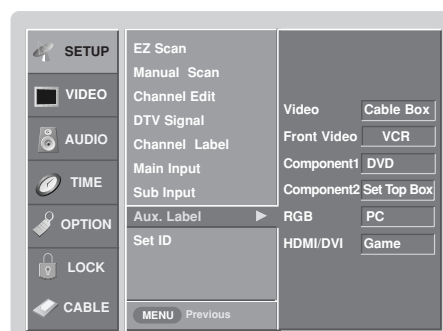 SETUP
VIDEO
AUDIO
TIME
OPTION
LOCK
CABLE
EZ Scan
Manual Scan
Channel Edit
DTV Signal
Channel Label
Main Input
Sub Input
Aux. Label
Set ID
MENU Previous
Video Cable Box
Front Video VCR
Component1 DVD
Component2 Set Top Box
RGB PC
HDMI/DVI Game